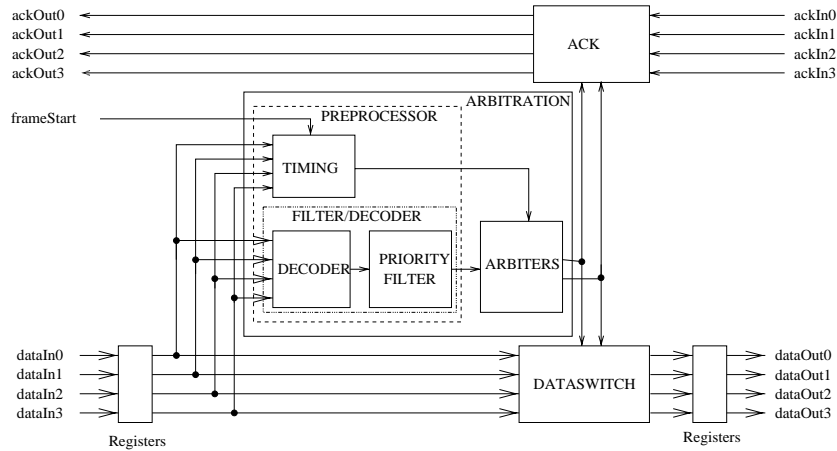 ackOut0
ackIn0
ackOut1
ackIn1
ACK
ackOut2
ackIn2
ackOut3
ackIn3
ARBITRATION
frameStart
PREPROCESSOR
TIMING
FILTER/DECODER
DECODER
PRIORITY
FILTER
ARBITERS
dataIn0
dataOut0
dataIn1
dataOut1
DATASWITCH
dataIn2
dataOut2
dataIn3
dataOut3
Registers
Registers